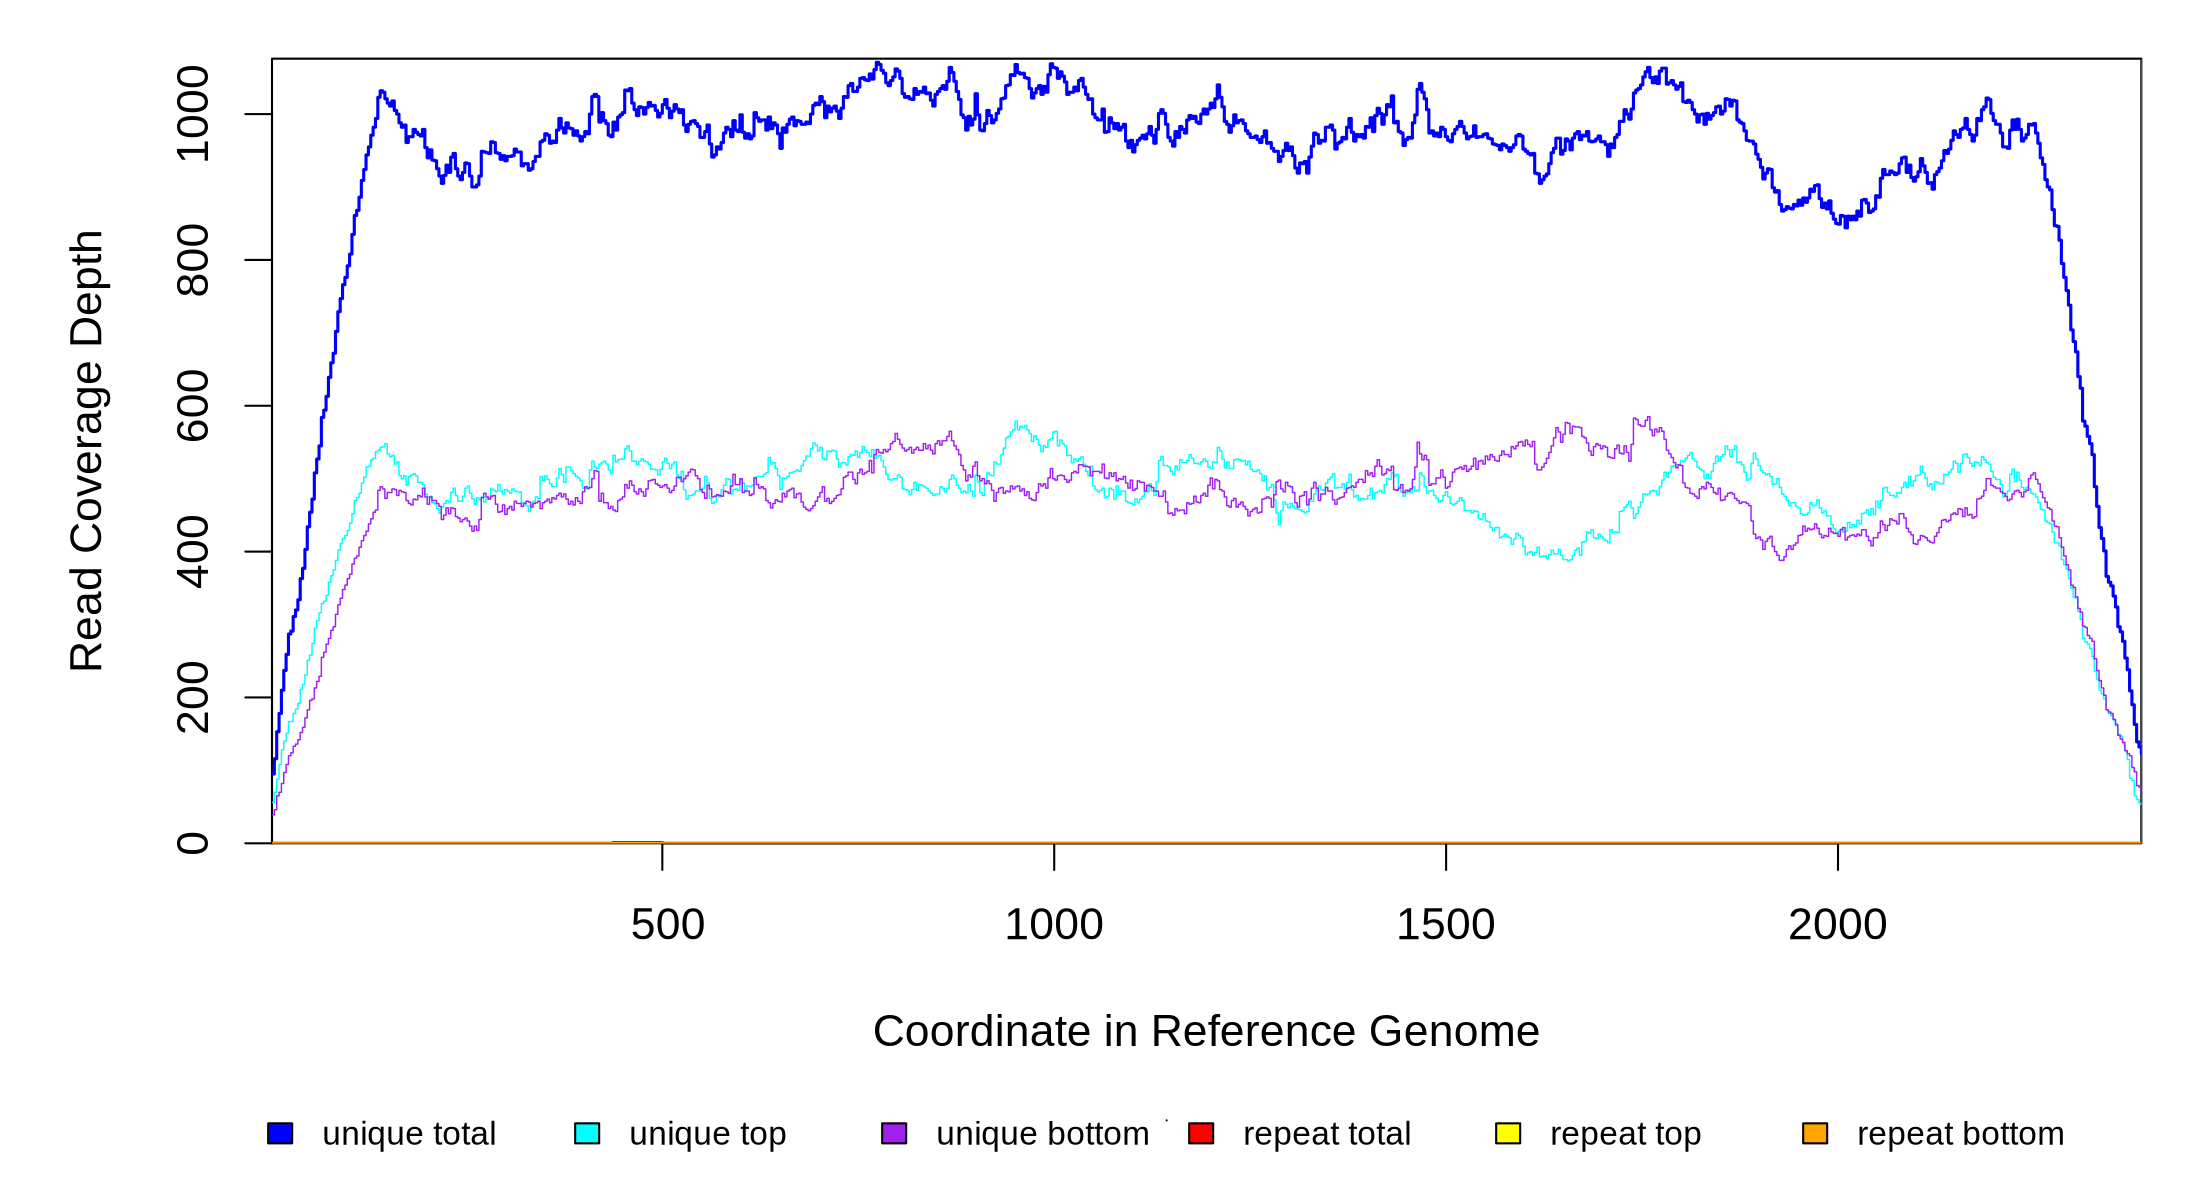 Read Coverage Depth
1000
800
600
400
200
0
500 1000 1500 2000
Coordinate in Reference Genome
unique total unique top unique bottom repeat total repeat top repeat bottom